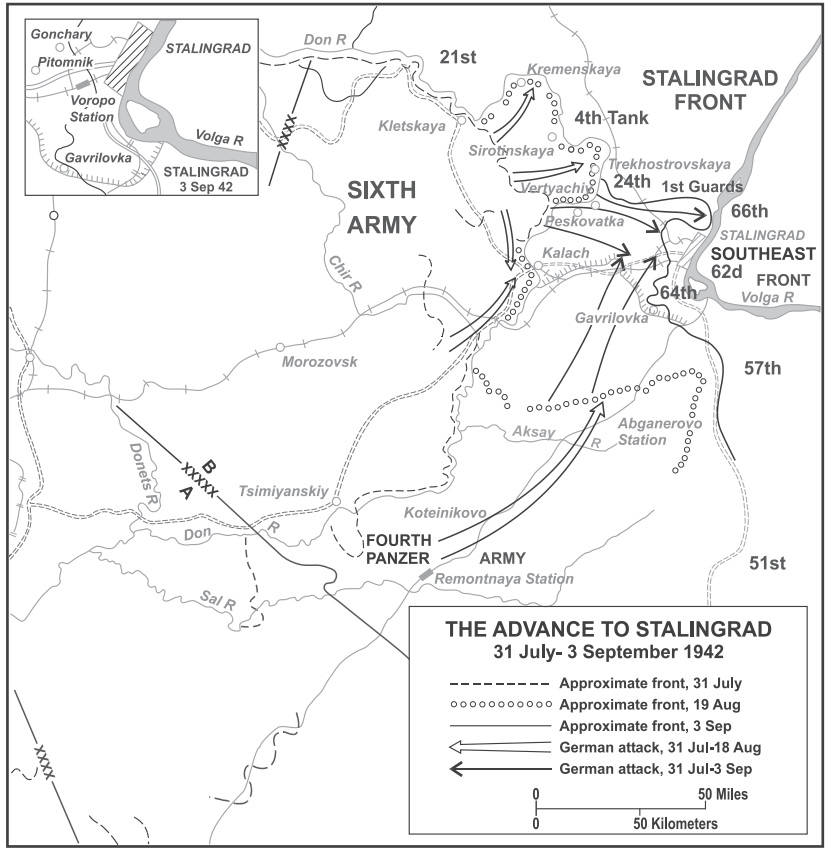 Gonchary
Pitomnik
STALINGRAD
Voropo
Station
Volga R
Gavrilovka
STALINGRAD
3 Sep 42
Don R
21st
Kremenskaya
STALINGRAD
FRONT
XXXX
Kletskaya
4th Tank
Sirotinskaya
Trekhostrovskaya
SIXTH
ARMY
Vertyachiy
24th
1st Guards
66th
Peskovatka
STALINGRAD
SOUTHEAST
FRONT
62d
Kalach
Chir R
64th
Volga R
Gavrilovka
Morozovsk
57th
Aksay
R
Abganerovo
Station
B
XXXXX
A
Donets R
Tsimiyanskiy
Koteinikovo
Don
R
FOURTH
PANZER
ARMY
51st
Remontnaya Station
Sal R
XXXX
THE ADVANCE TO STALINGRAD
31 July- 3 September 1942
Approximate front, 31 July
Approximate front, 19 Aug
Approximate front, 3 Sep
German attack, 31 Jul-18 Aug
German attack, 31 Jul-3 Sep
0
50 Miles
0
50 Kilometers